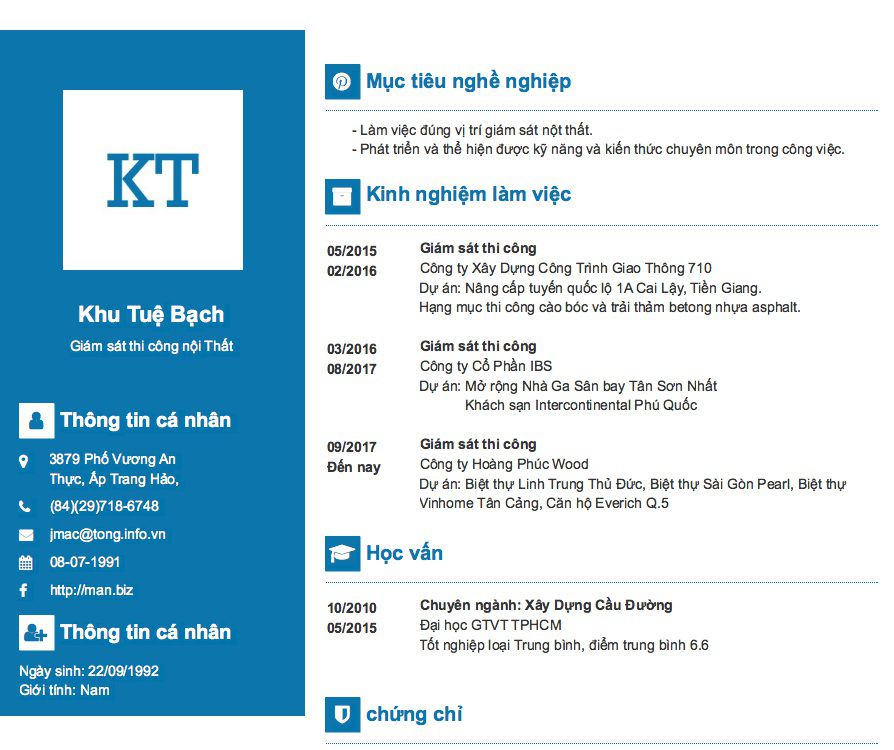 KT
Khu Tuệ Bạch
Giám sát thi công nội Thất
Thông tin cá nhân
3879 Phố Vương An
Thực, Ấp Trang Hảo,
(84)(29)718-6748
jmac@tong.info.vn
08-07-1991
http://man.biz
Thông tin cá nhân
Ngày sinh: 22/09/1992
Giới tính: Nam
Mục tiêu nghề nghiệp
- Làm việc đúng vị trí giám sát nột thất.
- Phát triển và thể hiện được kỹ năng và kiến thức chuyên môn trong công việc.
Kinh nghiệm làm việc
05/2015
02/2016
Giám sát thi công
Công ty Xây Dựng Công Trình Giao Thông 710
Dự án: Nâng cấp tuyến quốc lộ 1A Cai Lậy, Tiền Giang.
Hạng mục thi công cào bóc và trải thảm betong nhựa asphalt.
03/2016
08/2017
Giám sát thi công
Công ty Cổ Phần IBS
Dự án: Mở rộng Nhà Ga Sân bay Tân Sơn Nhất
Khách sạn Intercontinental Phú Quốc
09/2017
Đến nay
Giám sát thi công
Công ty Hoàng Phúc Wood
Dự án: Biệt thự Linh Trung Thủ Đức, Biệt thự Sài Gòn Pearl, Biệt thự
Vinhome Tân Cảng, Căn hộ Everich Q.5
Học vấn
10/2010
05/2015
Chuyên ngành: Xây Dựng Cầu Đường
Đại học GTVT TPHCM
Tốt nghiệp loại Trung bình, điểm trung bình 6.6
chứng chỉ